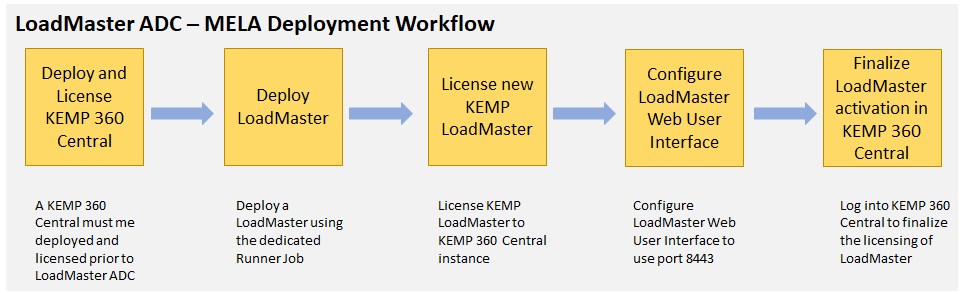 LoadMaster ADC – MELA Deployment Workflow
Deploy and
License
KEMP 360
Central
Deploy
LoadMaster
License new
KEMP
LoadMaster
Configure
LoadMaster
Web User
Interface
Finalize
LoadMaster
activation in
KEMP 360
Central
A KEMP 360
Central must me
deployed and
licensed prior to
LoadMaster ADC
Deploy a
LoadMaster using
the dedicated
Runner Job
License KEMP
LoadMaster to
KEMP 360 Central
instance
Configure
LoadMaster Web
User Interface to
use port 8443
Log into KEMP 360
Central to finalize
the licensing of
LoadMaster